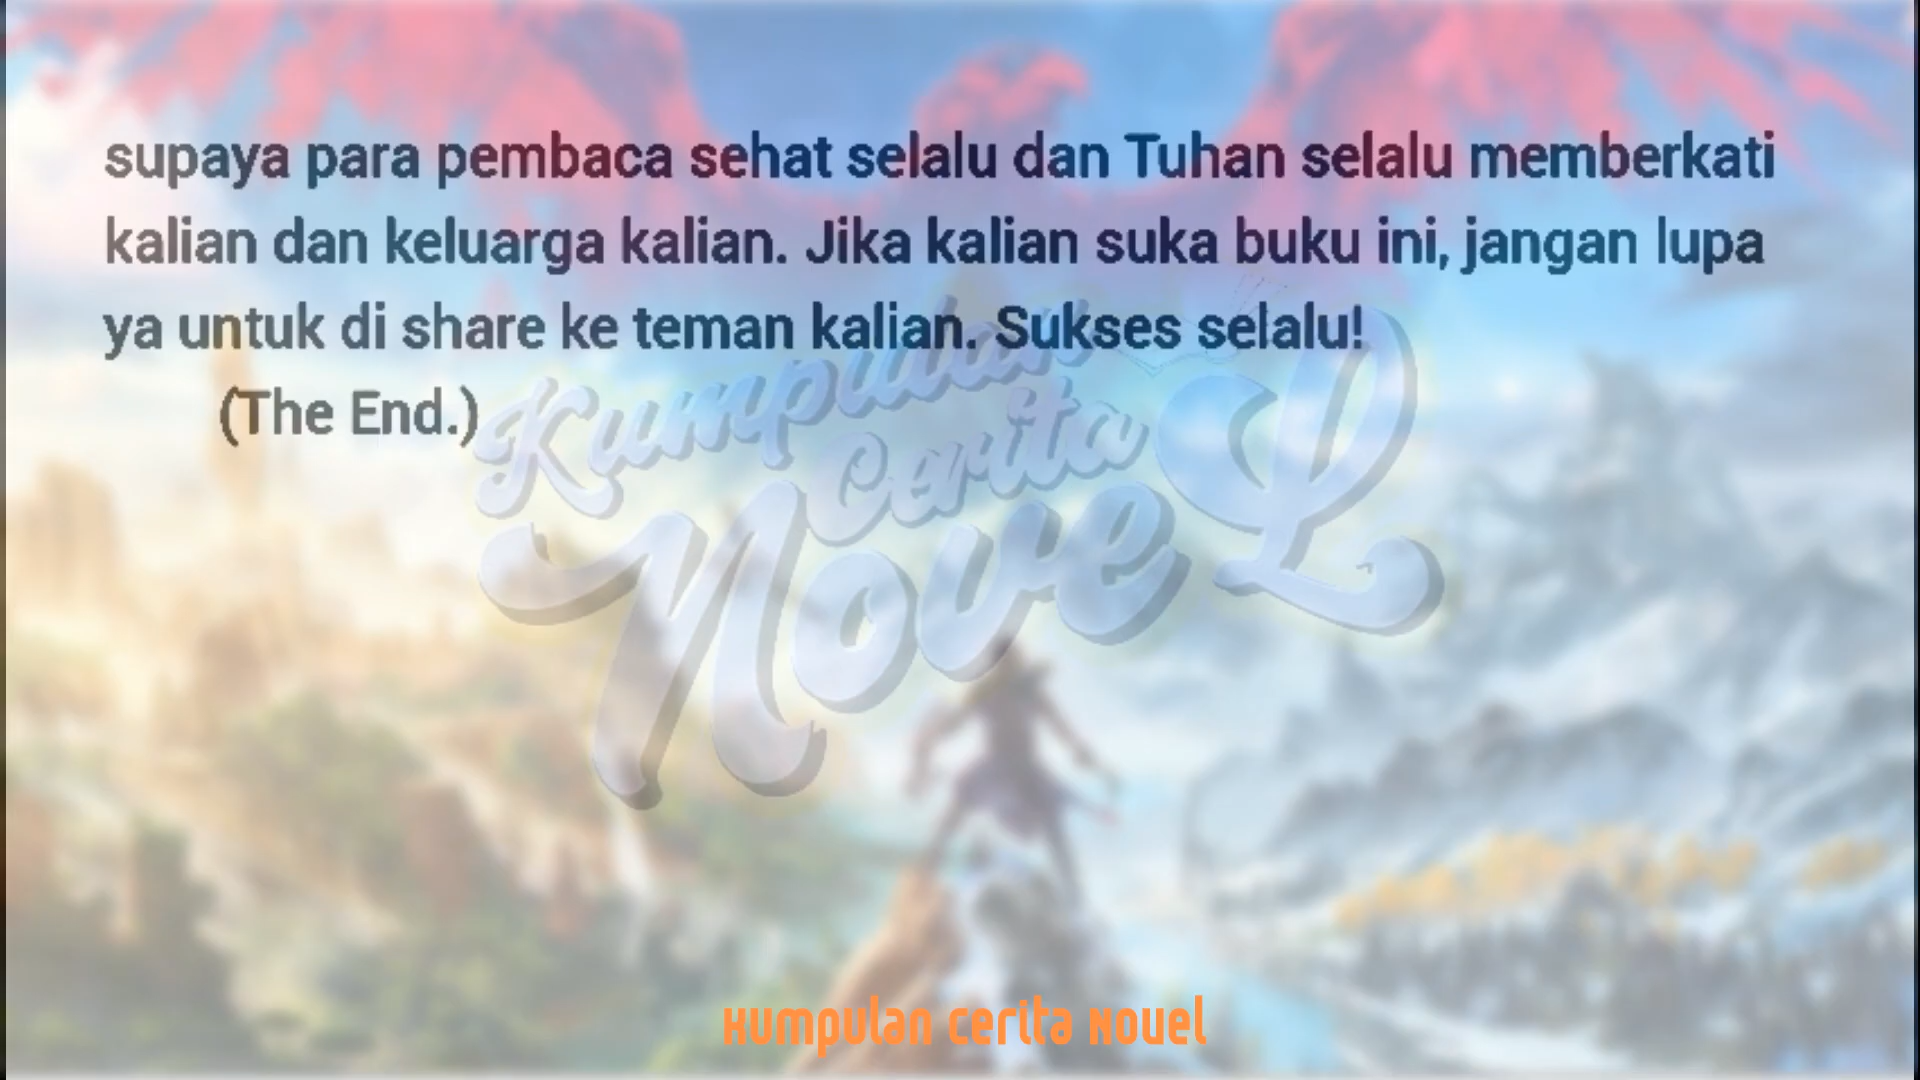 supaya para pembaca sehat selalu dan Tuhan selalu memberkati
kalian dan keluarga kalian. Jika kalian suka buku ini, jangan lupa
ya untuk di share ke teman kalian. Sukses selalu!
(The End.)
Kumpulan
Cerita
Novel
Kumpulan Cerita Novel